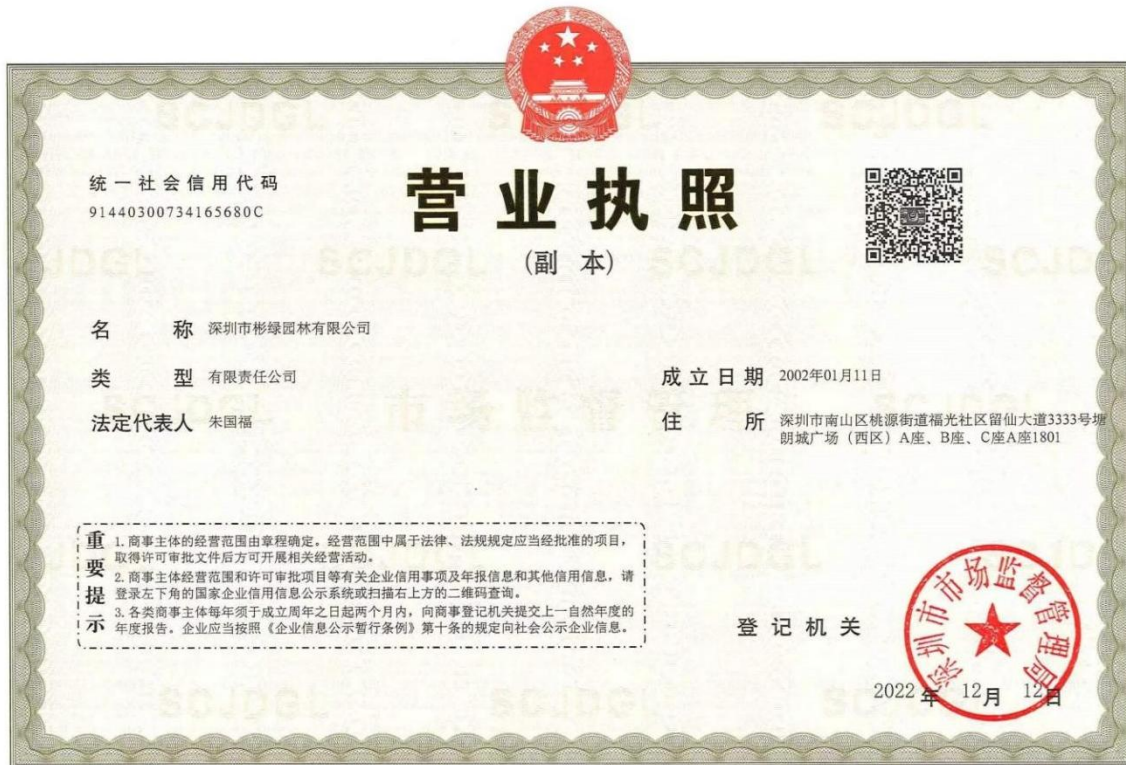 统一社会信用代码
91440300734165680C
营业执照
(副 本)
名 称 深圳市彬绿园林有限公司
类 型 有限责任公司
法定代表人 朱国福
成立日期 2002年01月11日
住 所 深圳市南山区桃源街道福光社区留仙大道3333号塘
朗城广场（西区）A座、B座、C座A座1801
重要提示
1. 商事主体的经营范围由章程确定。经营范围中属于法律、法规规定应当经批准的项目，
取得许可审批文件后方可开展相关经营活动。
2. 商事主体经营范围和许可审批项目等有关企业信用事项及年报信息和其他信用信息，请
登录左下角的国家企业信用信息公示系统或扫描右上方的二维码查询。
3. 各类商事主体每年须于成立周年之日起两个月内，向商事登记机关提交上一自然年度的
年度报告。企业应当按照《企业信息公示暂行条例》第十条的规定向社会公示企业信息。
登记机关
深圳市市场监督管理局
2022年 12月 12日